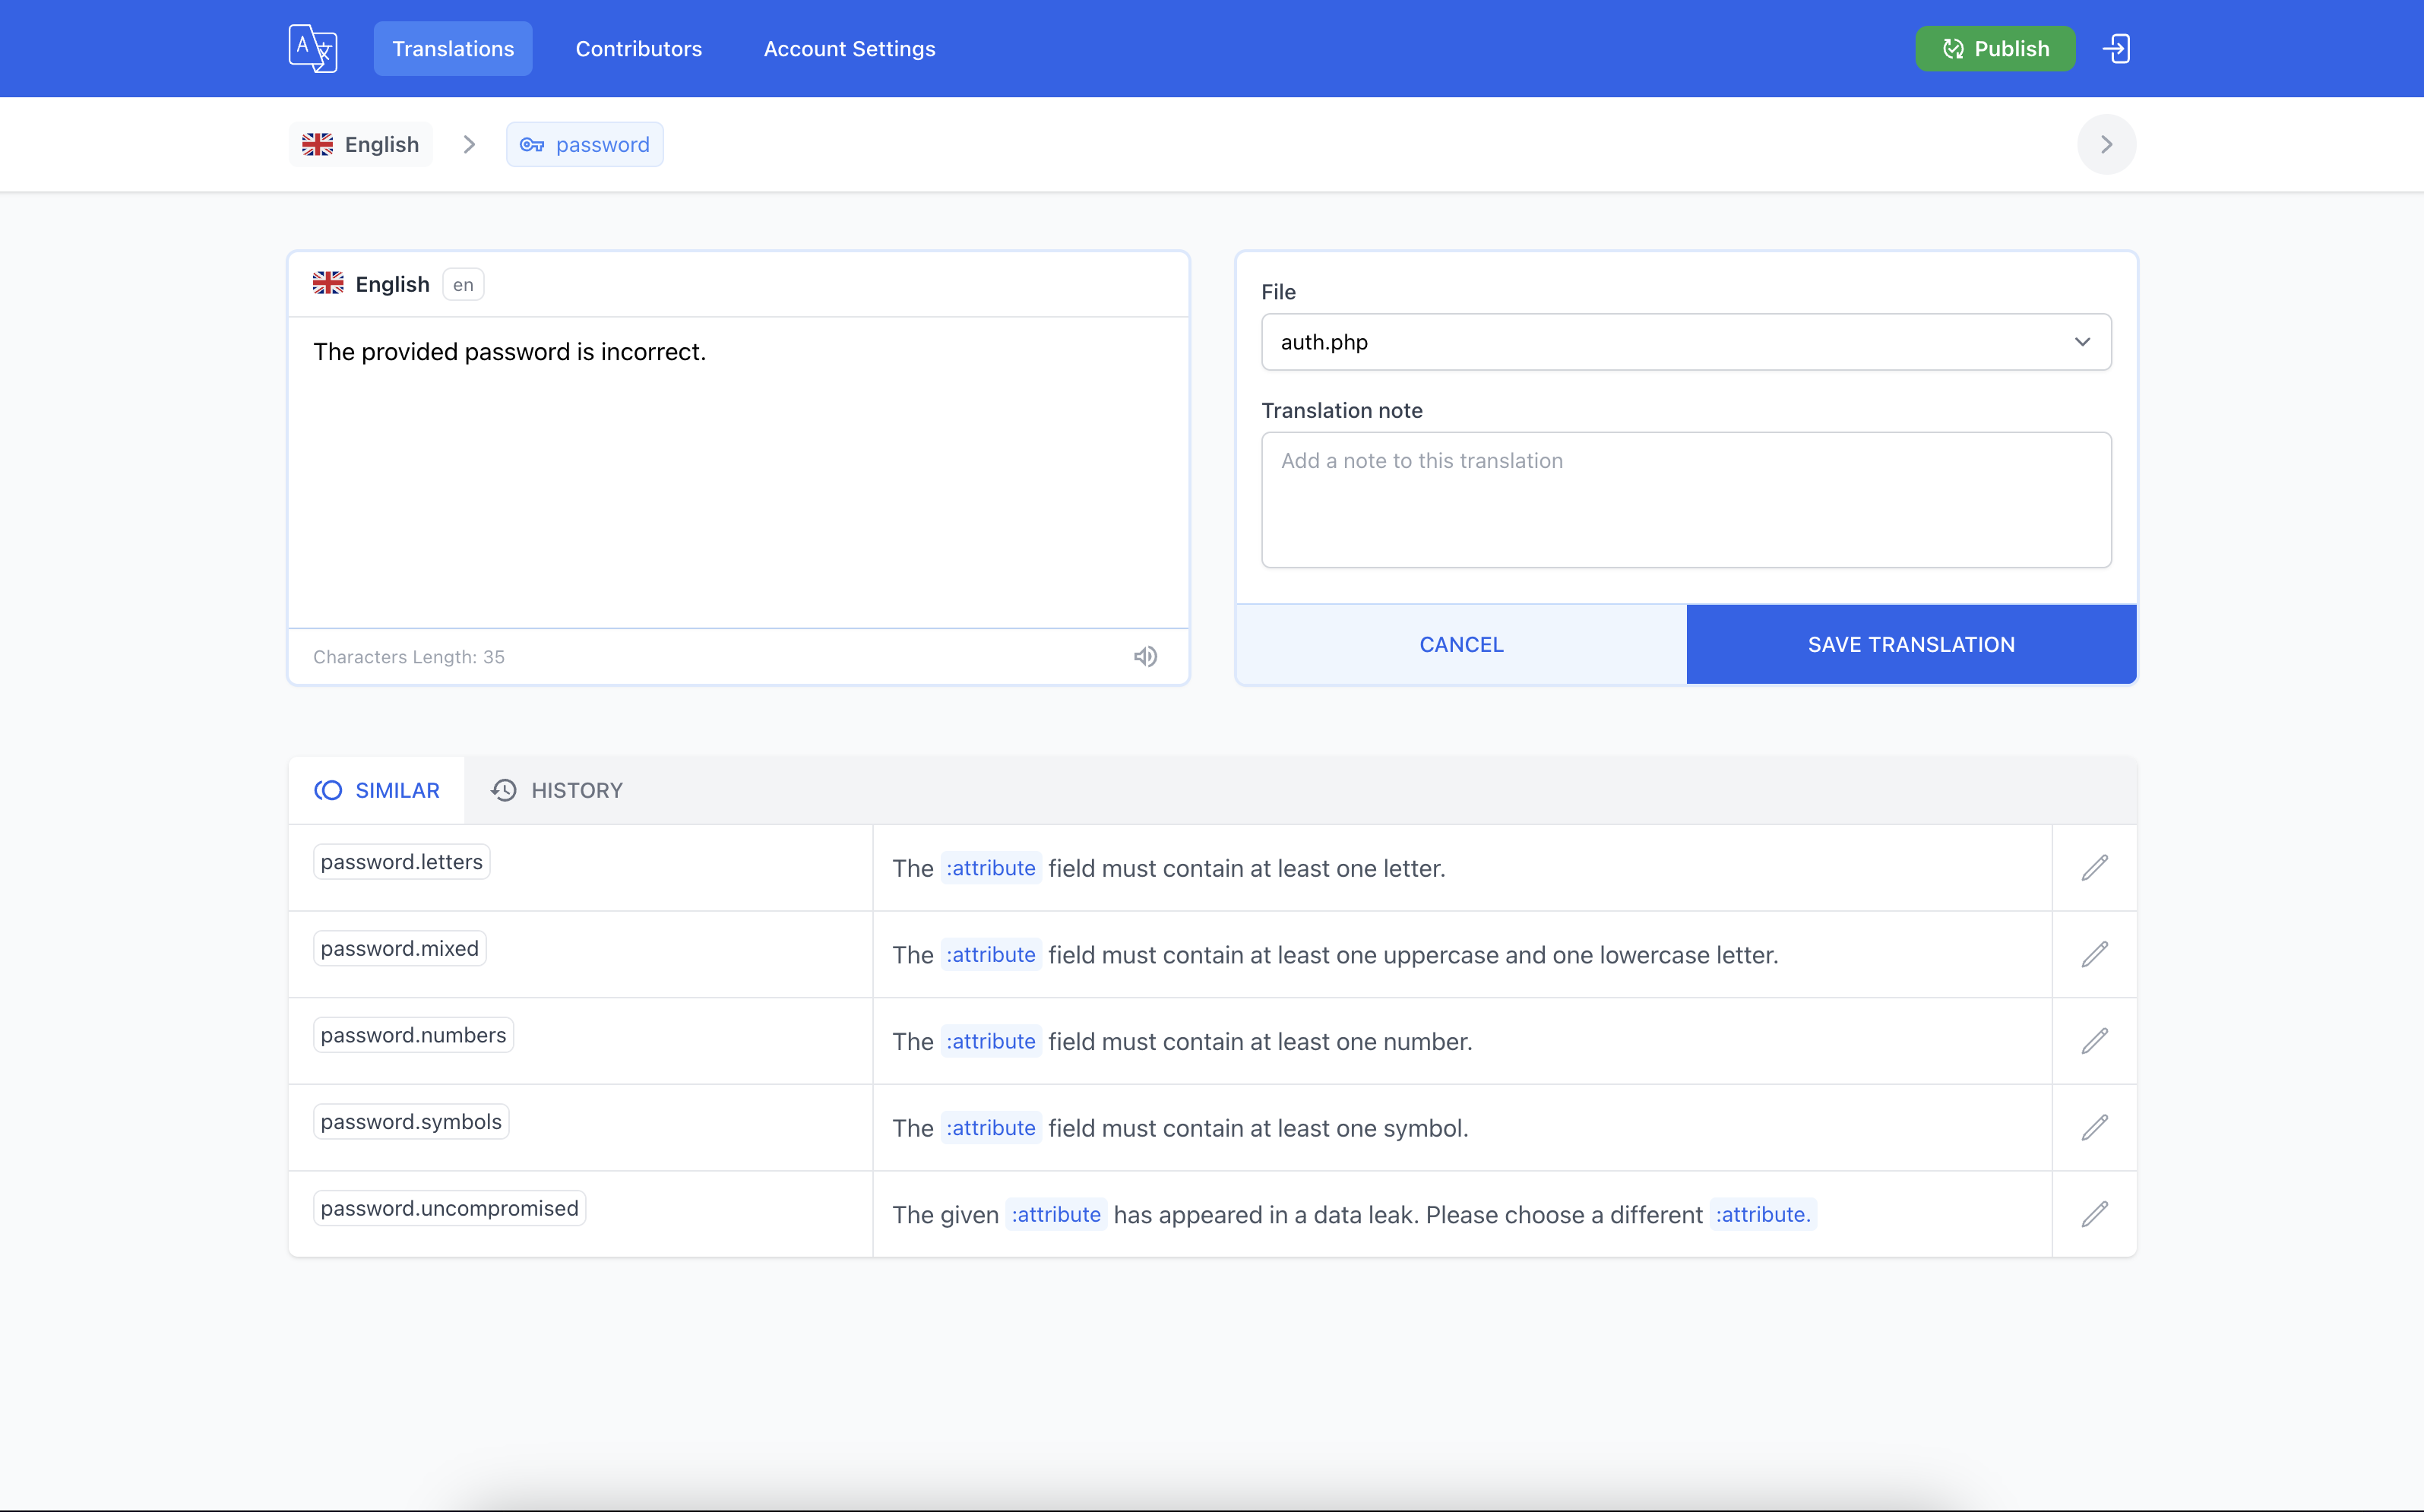 Translations Contributors Account Settings Publish
English password
English en
The provided password is incorrect.
Characters Length: 35
File
auth.php
Translation note
Add a note to this translation
CANCEL SAVE TRANSLATION
SIMILAR HISTORY
password.letters The :attribute field must contain at least one letter.
password.mixed The :attribute field must contain at least one uppercase and one lowercase letter.
password.numbers The :attribute field must contain at least one number.
password.symbols The :attribute field must contain at least one symbol.
password.uncompromised The given :attribute has appeared in a data leak. Please choose a different :attribute.